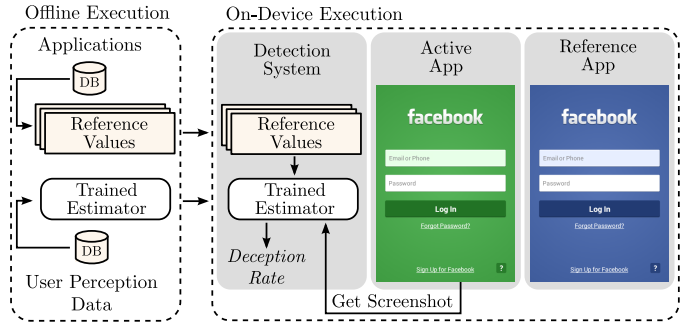 Offline Execution
Applications
DB
Reference
Values
Trained
Estimator
DB
User Perception
Data
On-Device Execution
Detection
System
Reference
Values
Trained
Estimator
Deception
Rate
Get Screenshot
Active
App
facebook
Email or Phone
Password
Log In
Forgot Password?
Sign Up for Facebook
?
Reference
App
facebook
Email or Phone
Password
Log In
Forgot Password?
Sign Up for Facebook
?